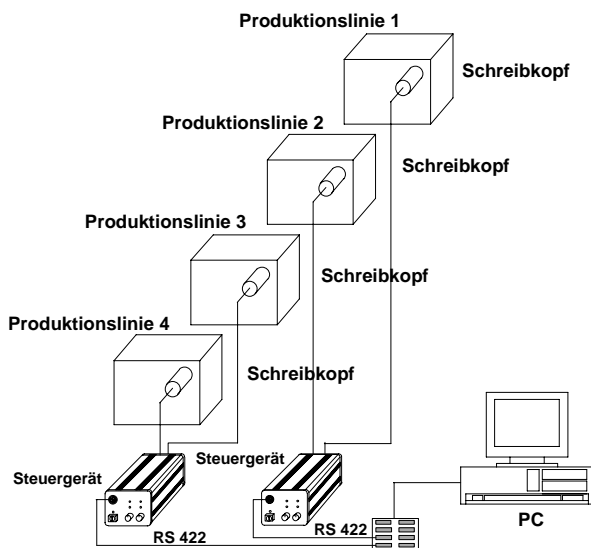 Produktionslinie 1
Schreibkopf
Produktionslinie 2
Schreibkopf
Produktionslinie 3
Schreibkopf
Produktionslinie 4
Schreibkopf
Steuergerät
Steuergerät
RS 422
RS 422
PC